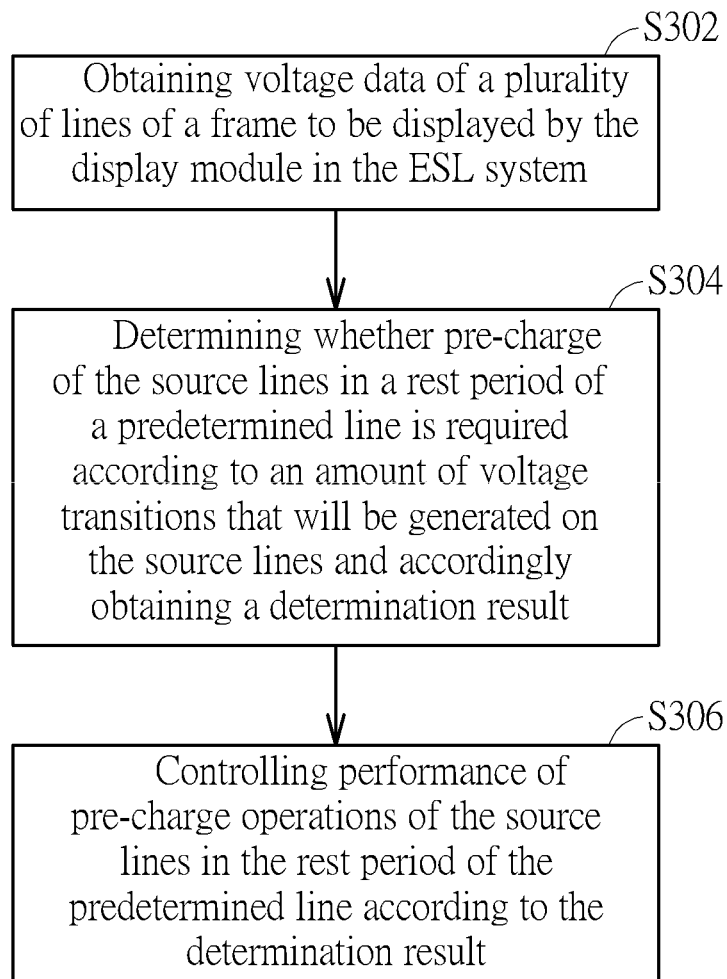 S302
Obtaining voltage data of a plurality
of lines of a frame to be displayed by the
display module in the ESL system
S304
Determining whether pre-charge
of the source lines in a rest period of
a predetermined line is required
according to an amount of voltage
transitions that will be generated on
the source lines and accordingly
obtaining a determination result
S306
Controlling performance of
pre-charge operations of the source
lines in the rest period of the
predetermined line according to the
determination result